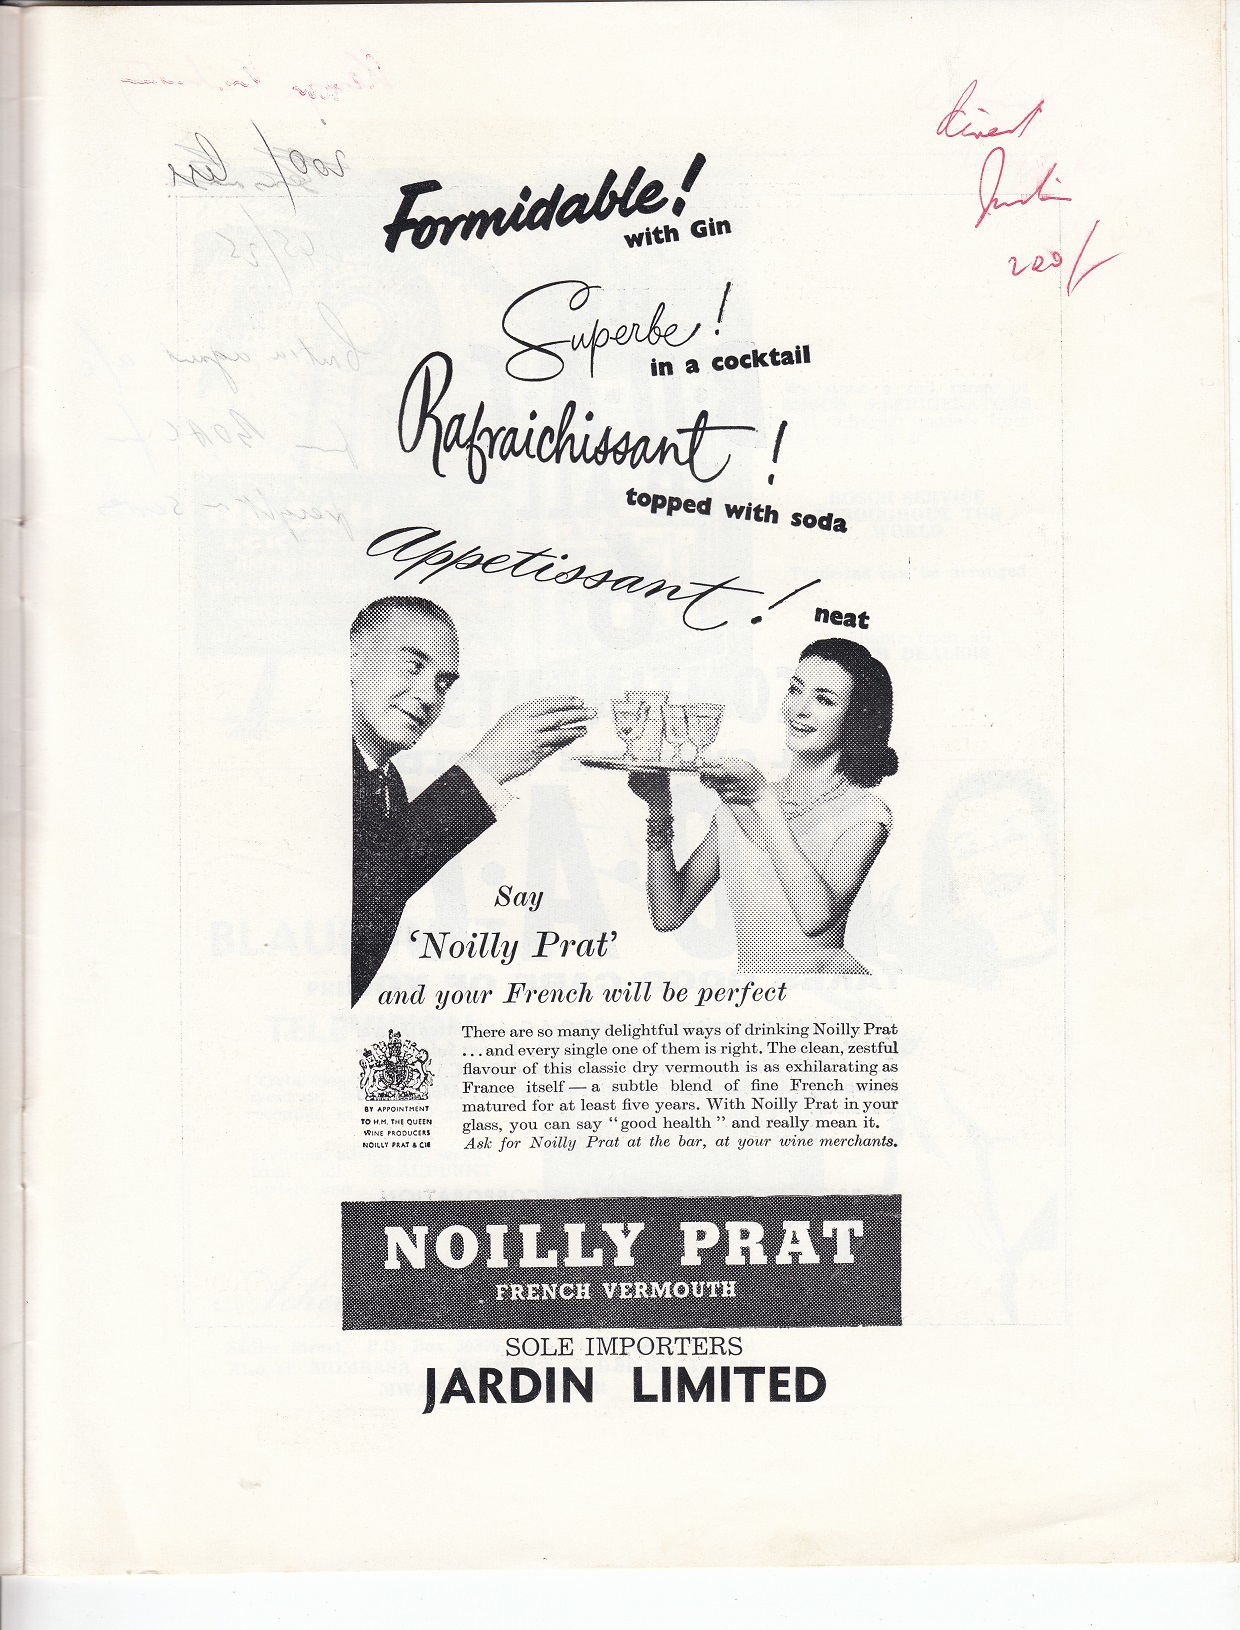 Formidable!
with Gin
Superbe!
in a cocktail
Rafraichissant!
topped with soda
Appetissant!
neat
direct
Jardin
200/
Say
‘Noilly Prat’
and your French will be perfect
There are so many delightful ways of drinking Noilly Prat
...and every single one of them is right. The clean, zestful
flavour of this classic dry vermouth is as exhilarating as
France itself — a subtle blend of fine French wines
matured for at least five years. With Noilly Prat in your
glass, you can say “good health” and really mean it.
Ask for Noilly Prat at the bar, at your wine merchants.
BY APPOINTMENT
TO H.M. THE QUEEN
WINE PRODUCERS
NOILLY PRAT & CIE
NOILLY PRAT
FRENCH VERMOUTH
SOLE IMPORTERS
JARDIN LIMITED